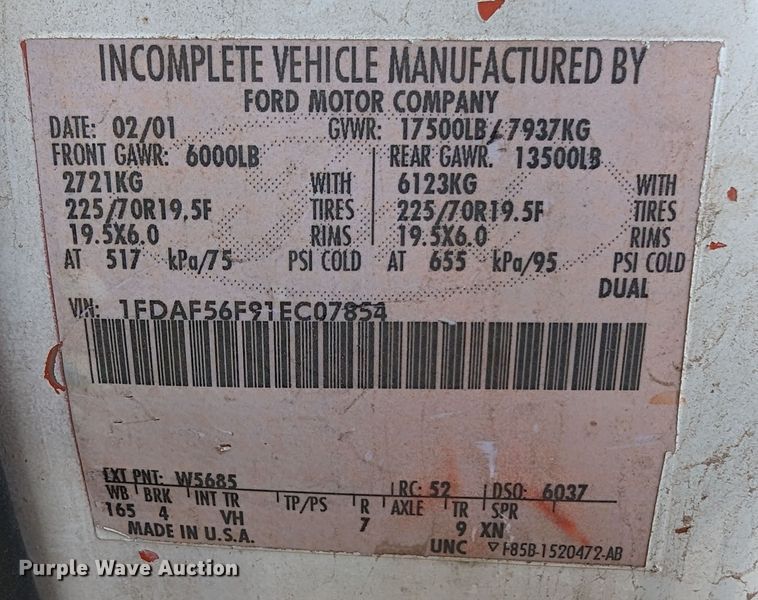 INCOMPLETE VEHICLE MANUFACTURED BY
FORD MOTOR COMPANY
DATE: 02/01 GVWR: 17500LB/ 7937KG
FRONT GAWR: 6000LB REAR GAWR: 13500LB
2721KG WITH 6123KG WITH
225/70R19.5F TIRES 225/70R19.5F TIRES
19.5X6.0 RIMS 19.5X6.0 RIMS
AT 517 kPa/75 PSI COLD AT 655 kPa/95 PSI COLD
DUAL
VIN: 1FDAF56F91EC07854
EXT PNT: W5685 RC: 52 DSO: 6037
WB BRK INT TR TP/PS R AXLE TR SPR
165 4 VH 7 9 XN
MADE IN U.S.A. UNC F85B-1520472-AB
Purple Wave Auction